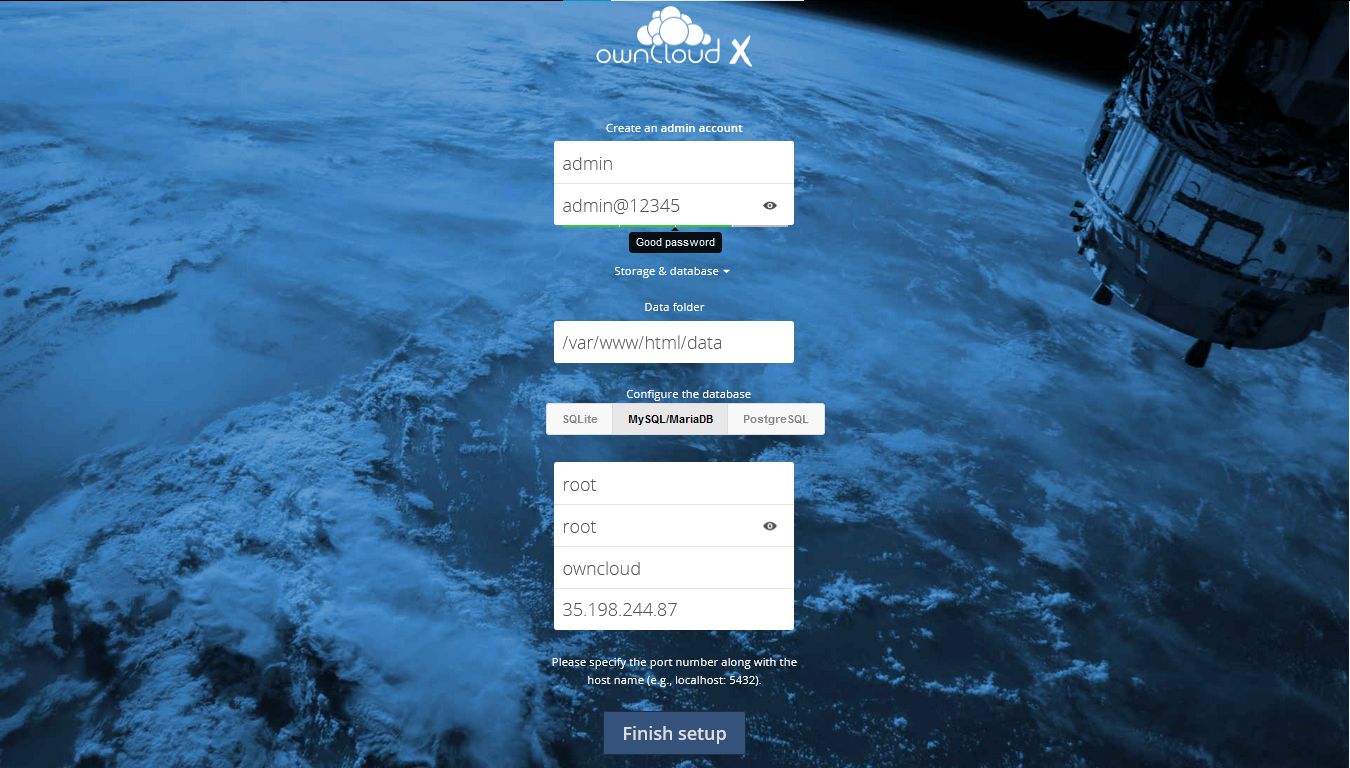 ownCloud X
Create an admin account
admin
admin@12345
Good password
Storage & database
Data folder
/var/www/html/data
Configure the database
SQLite MySQL/MariaDB PostgreSQL
root
root
owncloud
35.198.244.87
Please specify the port number along with the
host name (e.g., localhost: 5432).
Finish setup